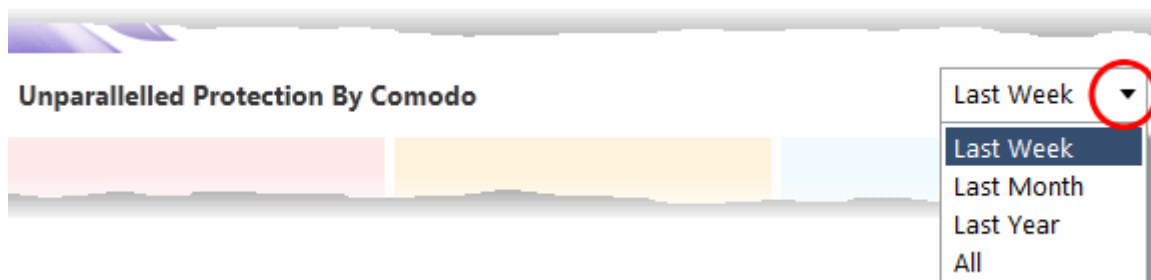 Unparallelled Protection By Comodo
Last Week
Last Week
Last Month
Last Year
All